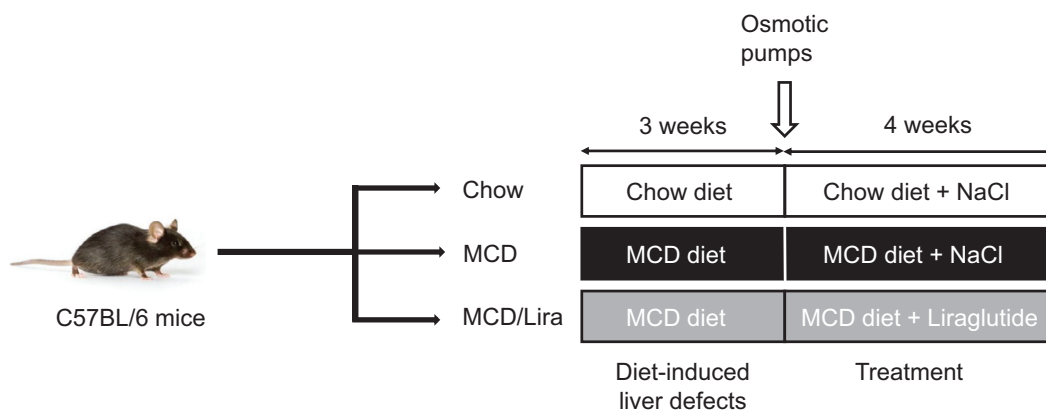 Osmotic
pumps
3 weeks
4 weeks
Chow
Chow diet
Chow diet + NaCl
MCD
MCD diet
MCD diet + NaCl
C57BL/6 mice
MCD/Lira
MCD diet
MCD diet + Liraglutide
Diet-induced
liver defects
Treatment